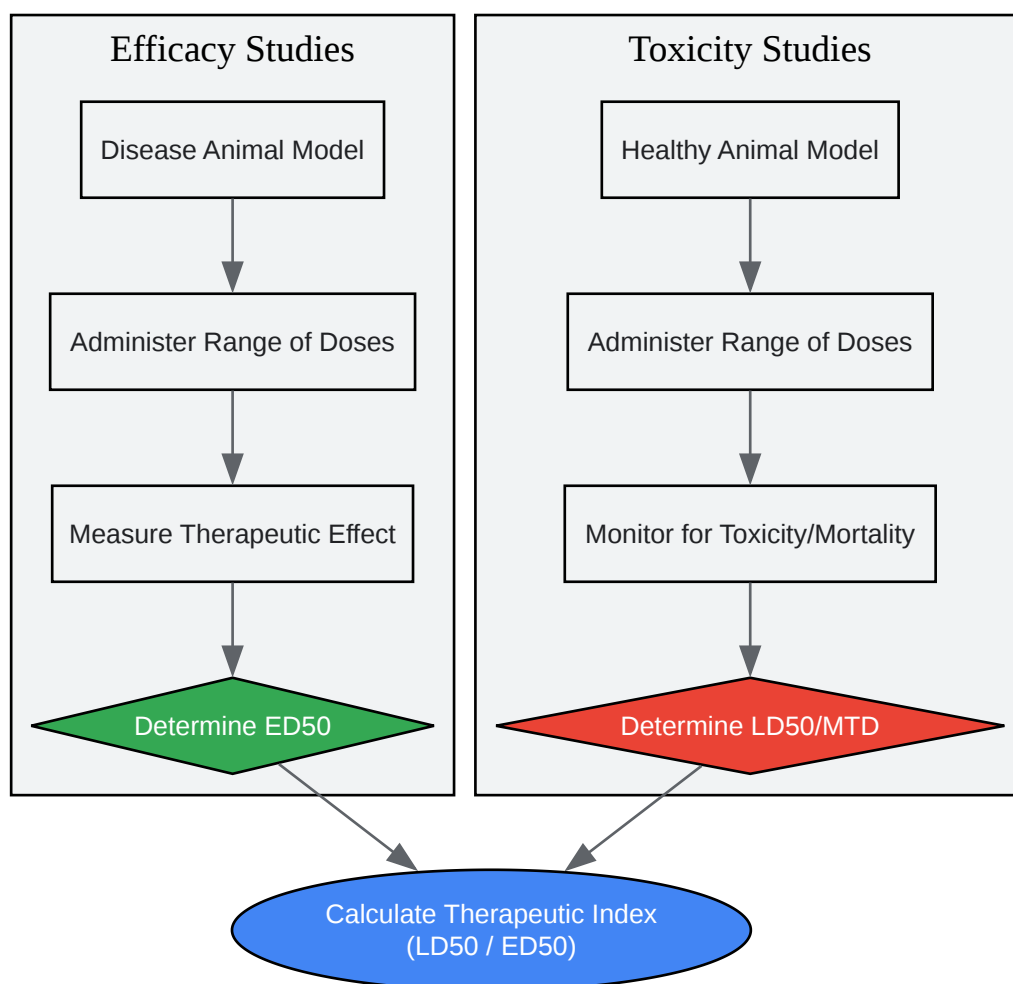 Efficacy Studies
Disease Animal Model
Administer Range of Doses
Measure Therapeutic Effect
Determine ED50
Toxicity Studies
Healthy Animal Model
Administer Range of Doses
Monitor for Toxicity/Mortality
Determine LD50/MTD
Calculate Therapeutic Index
(LD50 / ED50)